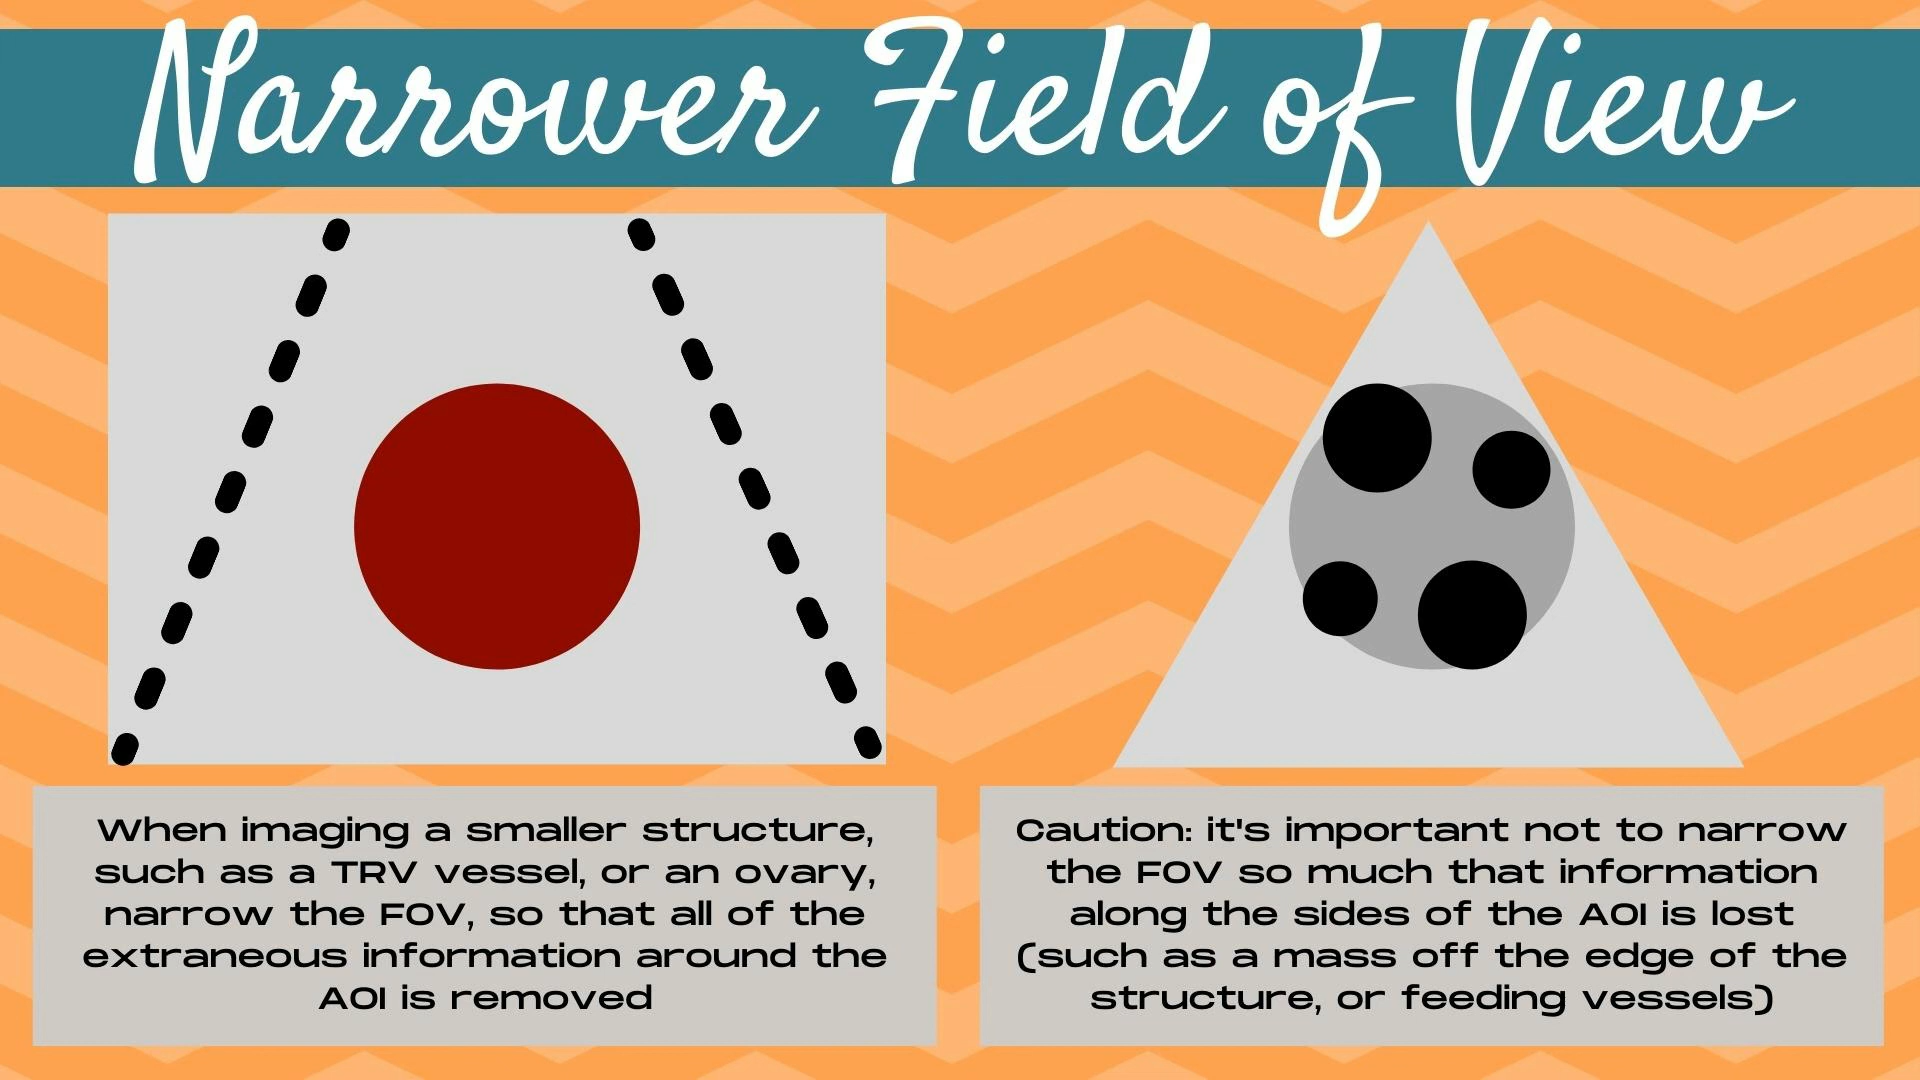 Narrower Field of View
When imaging a smaller structure,
such as a TRV vessel, or an ovary,
narrow the FOV, so that all of the
extraneous information around the
AOI is removed
Caution: it's important not to narrow
the FOV so much that information
along the sides of the AOI is lost
(such as a mass off the edge of the
structure, or feeding vessels)